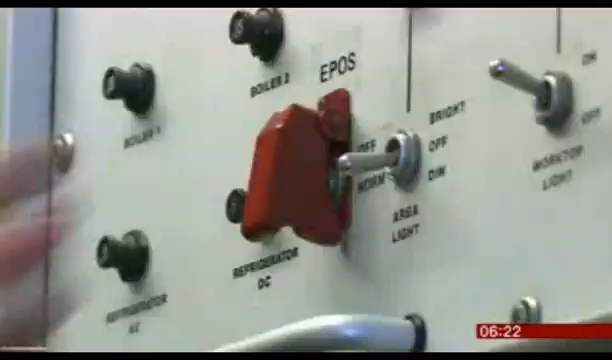 BOILER 2
EPOS
BOILER 1
OFF
NORM
BRIGHT
OFF
DIM
AREA
LIGHT
ON
OFF
WORKTOP
LIGHT
REFRIGERATOR
DC
REFRIGERATOR
AC
06:22